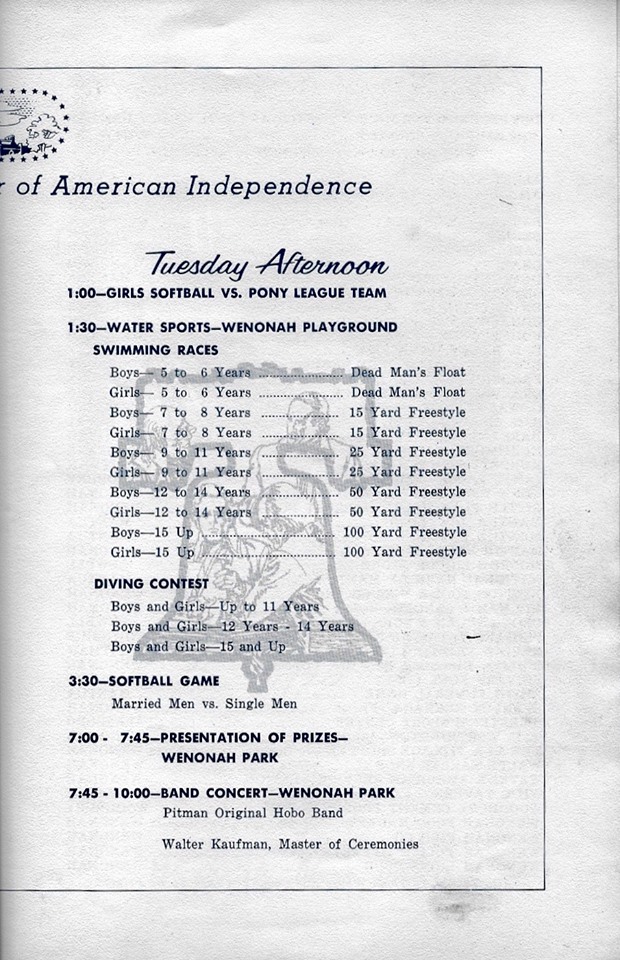 of American Independence
Tuesday Afternoon
1:00—GIRLS SOFTBALL VS. PONY LEAGUE TEAM
1:30—WATER SPORTS—WENONAH PLAYGROUND
SWIMMING RACES
Boys— 5 to 6 Years .................... Dead Man's Float
Girls— 5 to 6 Years .................... Dead Man's Float
Boys— 7 to 8 Years .................... 15 Yard Freestyle
Girls— 7 to 8 Years .................... 15 Yard Freestyle
Boys— 9 to 11 Years .................... 25 Yard Freestyle
Girls— 9 to 11 Years .................... 25 Yard Freestyle
Boys—12 to 14 Years .................... 50 Yard Freestyle
Girls—12 to 14 Years .................... 50 Yard Freestyle
Boys—15 Up .................................. 100 Yard Freestyle
Girls—15 Up .................................. 100 Yard Freestyle
DIVING CONTEST
Boys and Girls—Up to 11 Years
Boys and Girls—12 Years - 14 Years
Boys and Girls—15 and Up
3:30—SOFTBALL GAME
Married Men vs. Single Men
7:00 - 7:45—PRESENTATION OF PRIZES—
WENONAH PARK
7:45 - 10:00—BAND CONCERT—WENONAH PARK
Pitman Original Hobo Band
Walter Kaufman, Master of Ceremonies